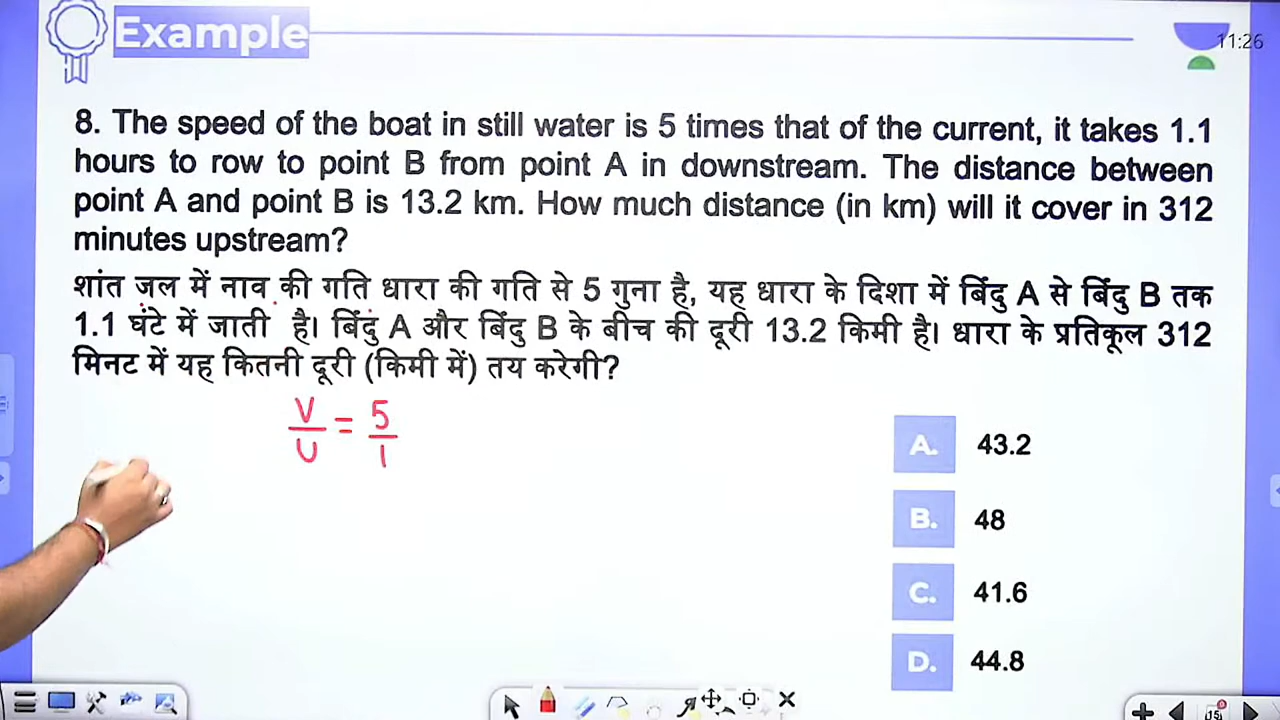 Example
11:26
8. The speed of the boat in still water is 5 times that of the current, it takes 1.1
hours to row to point B from point A in downstream. The distance between
point A and point B is 13.2 km. How much distance (in km) will it cover in 312
minutes upstream?
शांत जल में नाव की गति धारा की गति से 5 गुना है, यह धारा के दिशा में बिंदु A से बिंदु B तक
1.1 घंटे में जाती है। बिंदु A और बिंदु B के बीच की दूरी 13.2 किमी है। धारा के प्रतिकूल 312
मिनट में यह कितनी दूरी (किमी में) तय करेगी?
V/U = 5/1
A. 43.2
B. 48
C. 41.6
D. 44.8
15